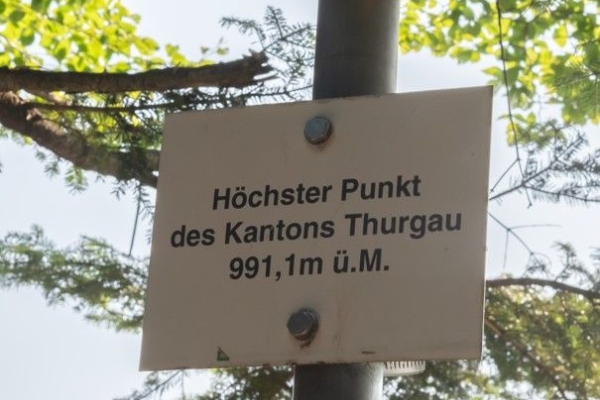 Höchster Punkt
des Kantons Thurgau
991,1m ü.M.